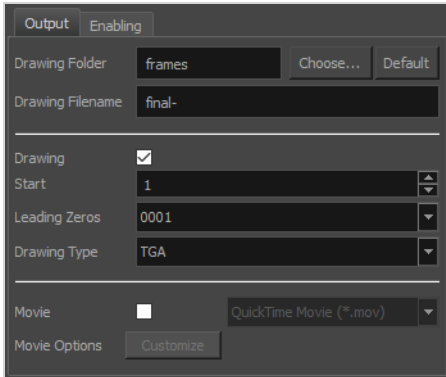 Output Enabling
Drawing Folder frames Choose... Default
Drawing Filename final-
Drawing
Start 1
Leading Zeros 0001
Drawing Type TGA
Movie QuickTime Movie (*.mov)
Movie Options Customize